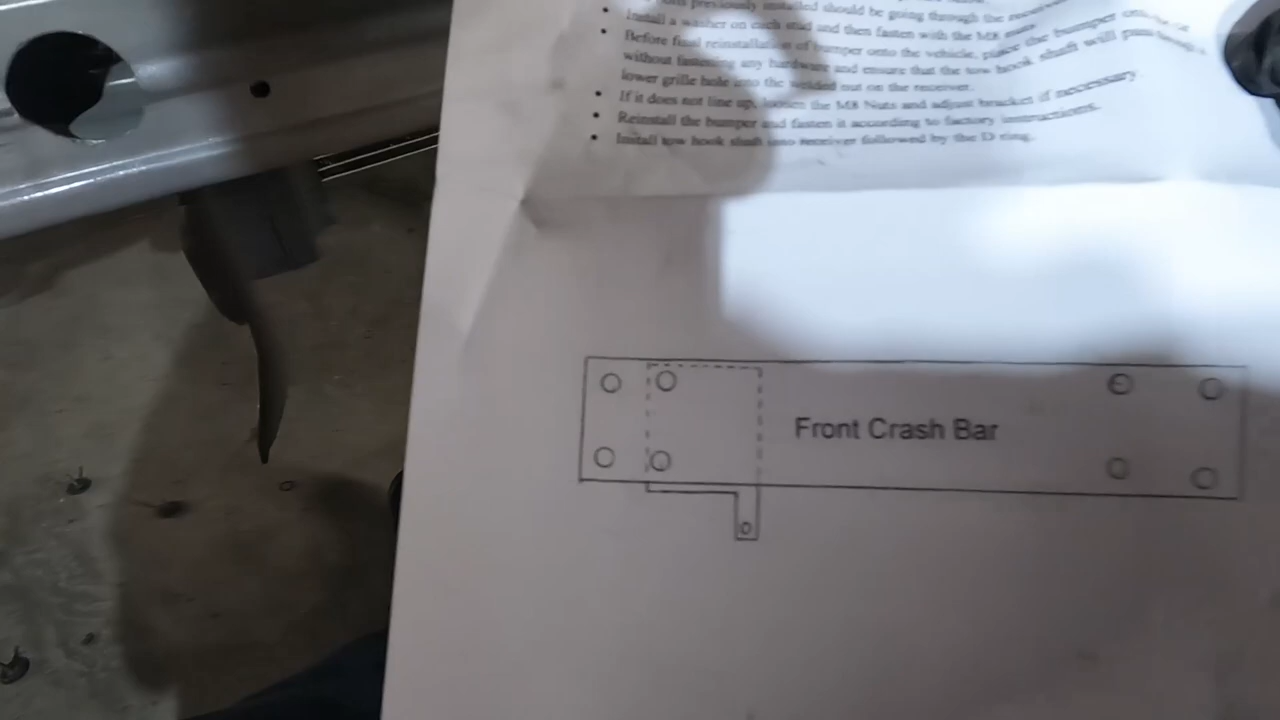 previously installed should be going through the
Install a washer on each stud and then fasten with the M8
Before final reinstallation of bumper onto the vehicle, place the bumper
without fastening any hardware and ensure that the tow hook shaft will pass
lower grille hole into the welded nut on the receiver.
If it does not line up, loosen the M8 Nuts and adjust bracket if necessary
Reinstall the bumper and fasten it according to factory instructions.
Install tow hook shaft into receiver followed by the D ring.
Front Crash Bar